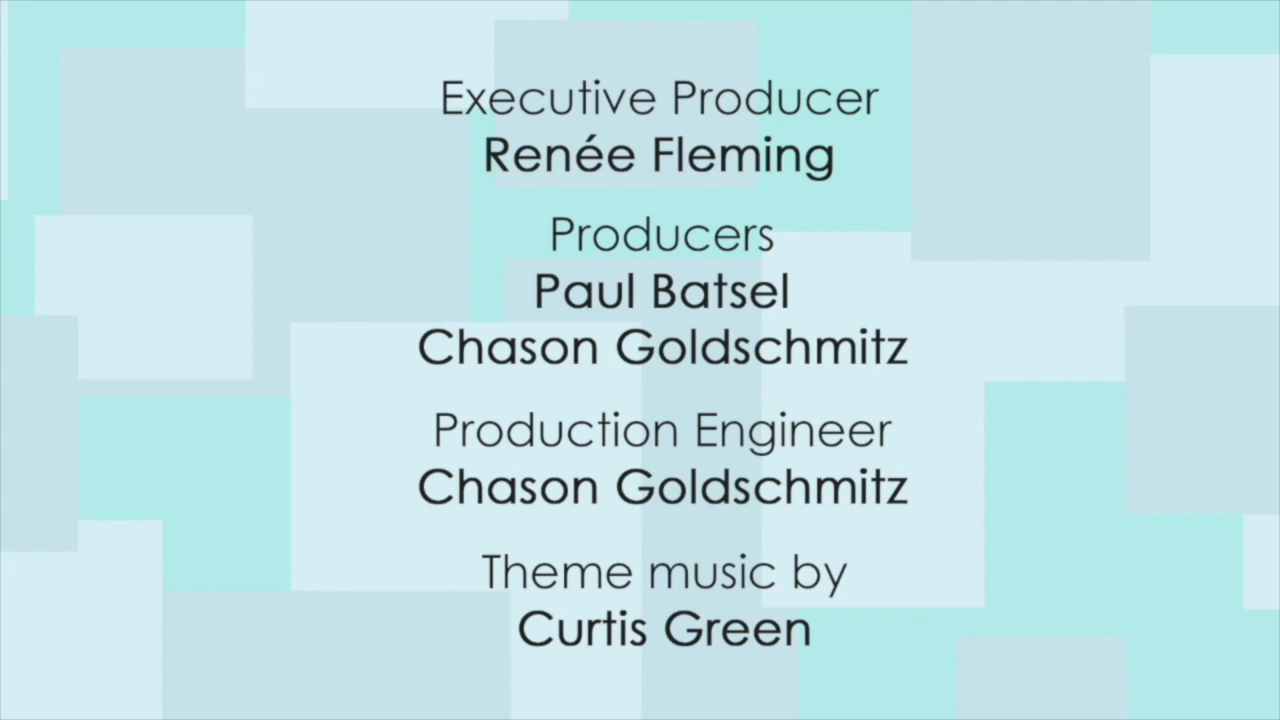 Executive Producer
Renée Fleming
Producers
Paul Batsel
Chason Goldschmitz
Production Engineer
Chason Goldschmitz
Theme music by
Curtis Green